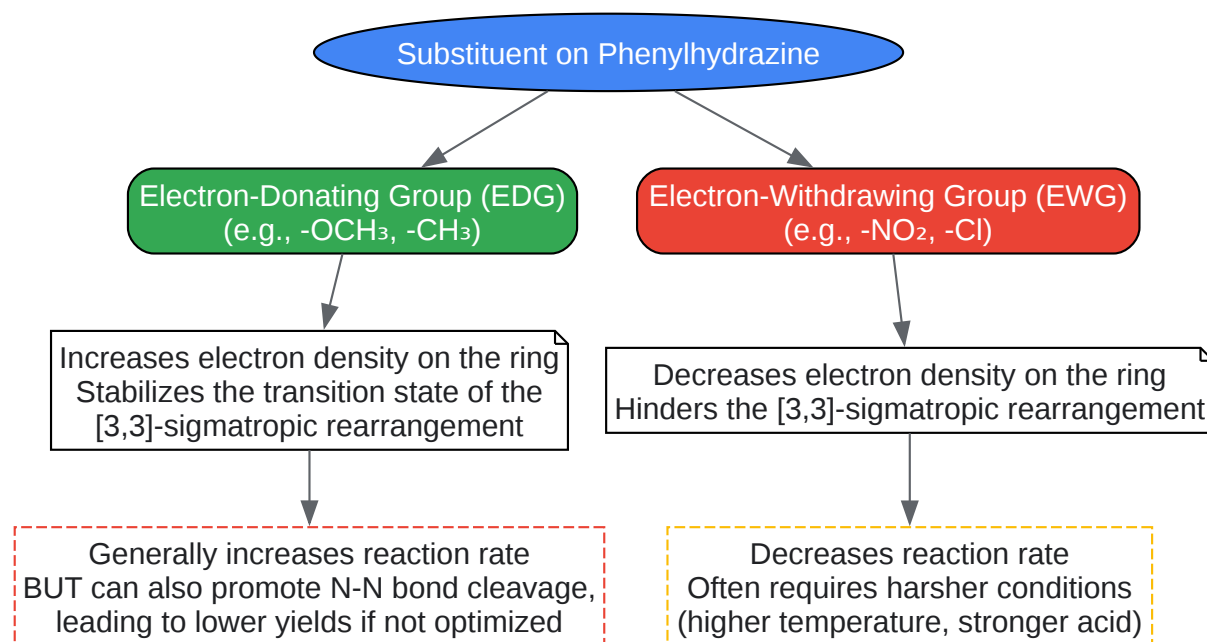 Substituent on Phenylhydrazine
Electron-Donating Group (EDG)
(e.g., -OCH₃, -CH₃)
Electron-Withdrawing Group (EWG)
(e.g., -NO₂, -Cl)
Increases electron density on the ring
Stabilizes the transition state of the
[3,3]-sigmatropic rearrangement
Decreases electron density on the ring
Hinders the [3,3]-sigmatropic rearrangement
Generally increases reaction rate
BUT can also promote N-N bond cleavage,
leading to lower yields if not optimized
Decreases reaction rate
Often requires harsher conditions
(higher temperature, stronger acid)